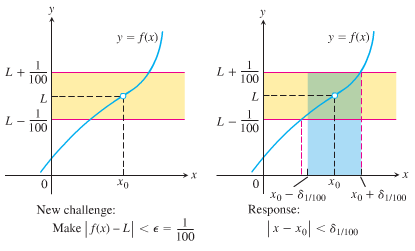 y
y = f(x)
L + 1/100
L
L – 1/100
0
x₀
x
New challenge:
Make |f(x) – L| < ϵ = 1/100
y
y = f(x)
L + 1/100
L
L – 1/100
0
x₀
x
x₀ – δ₁/₁₀₀
x₀ + δ₁/₁₀₀
Response:
|x – x₀| < δ₁/₁₀₀